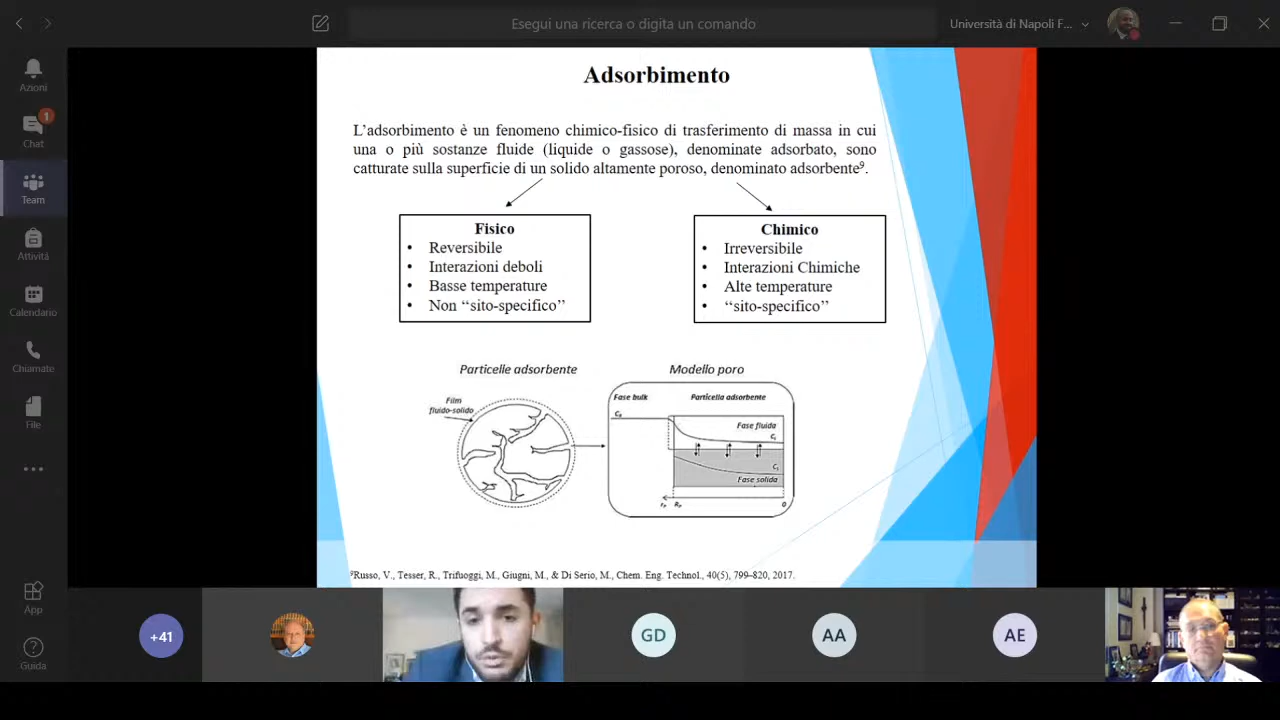 Esegui una ricerca o digita un comando
Università di Napoli F...
Azioni
1
Chat
Team
Attività
Calendario
Chiamate
File
App
Guida
Adsorbimento
L’adsorbimento è un fenomeno chimico-fisico di trasferimento di massa in cui
una o più sostanze fluide (liquide o gassose), denominate adsorbato, sono
catturate sulla superficie di un solido altamente poroso, denominato adsorbente⁹.
Fisico
• Reversibile
• Interazioni deboli
• Basse temperature
• Non “sito-specifico”
Chimico
• Irreversibile
• Interazioni Chimiche
• Alte temperature
• “sito-specifico”
Particelle adsorbente
Film
fluido-solido
Modello poro
Fase bulk
Particella adsorbente
Fase fluida
Fase solida
Rₚ
0
⁹Russo, V., Tesser, R., Trifuoggi, M., Giugni, M., & Di Serio, M., Chem. Eng. Technol., 40(5), 799–820, 2017.
+41
GD
AA
AE